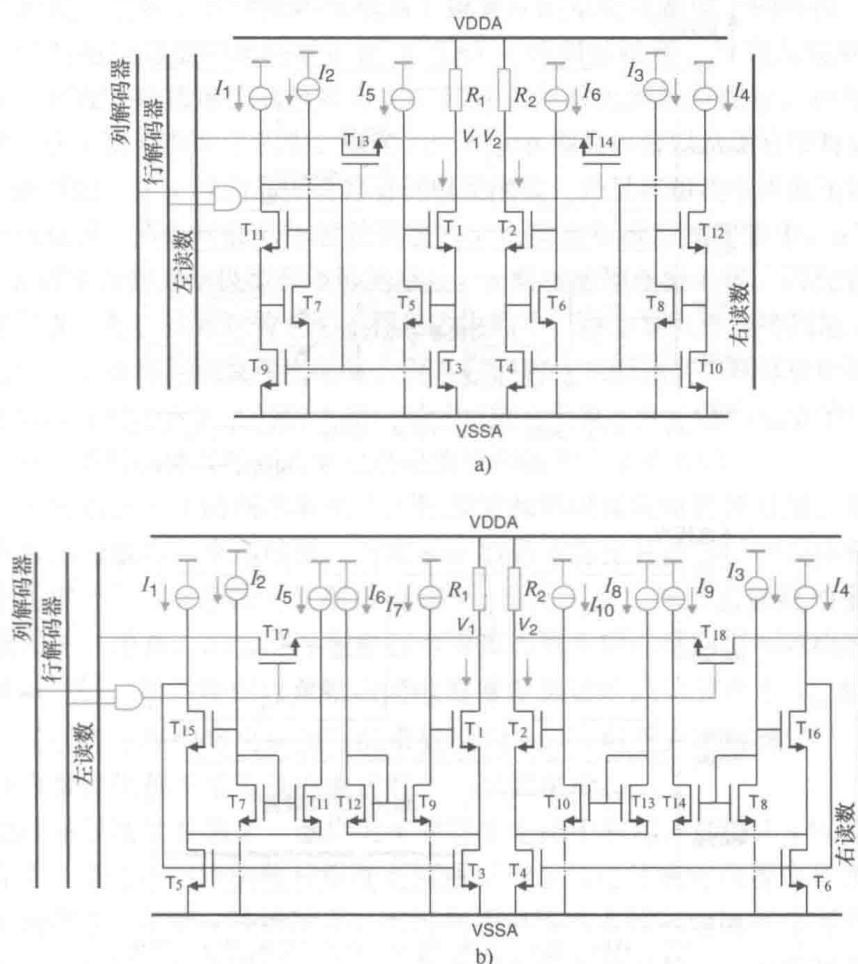 VDDA
I1 I2 I5 R1 R2 I6 I3 I4
列解码器
行解码器
T13 V1 V2 T14
T11 T1 T2 T12
左读数
T7 T5 T6 T8
右读数
T9 T3 T4 T10
VSSA
a)
VDDA
I1 I2 I5 I6 I7 R1 R2 I10 I8 I9 I3 I4
列解码器
行解码器
T17 V1 V2 T18
左读数
T15 T1 T2 T16
T7 T11 T12 T9 T10 T13 T14 T8
右读数
T5 T3 T4 T6
VSSA
b)